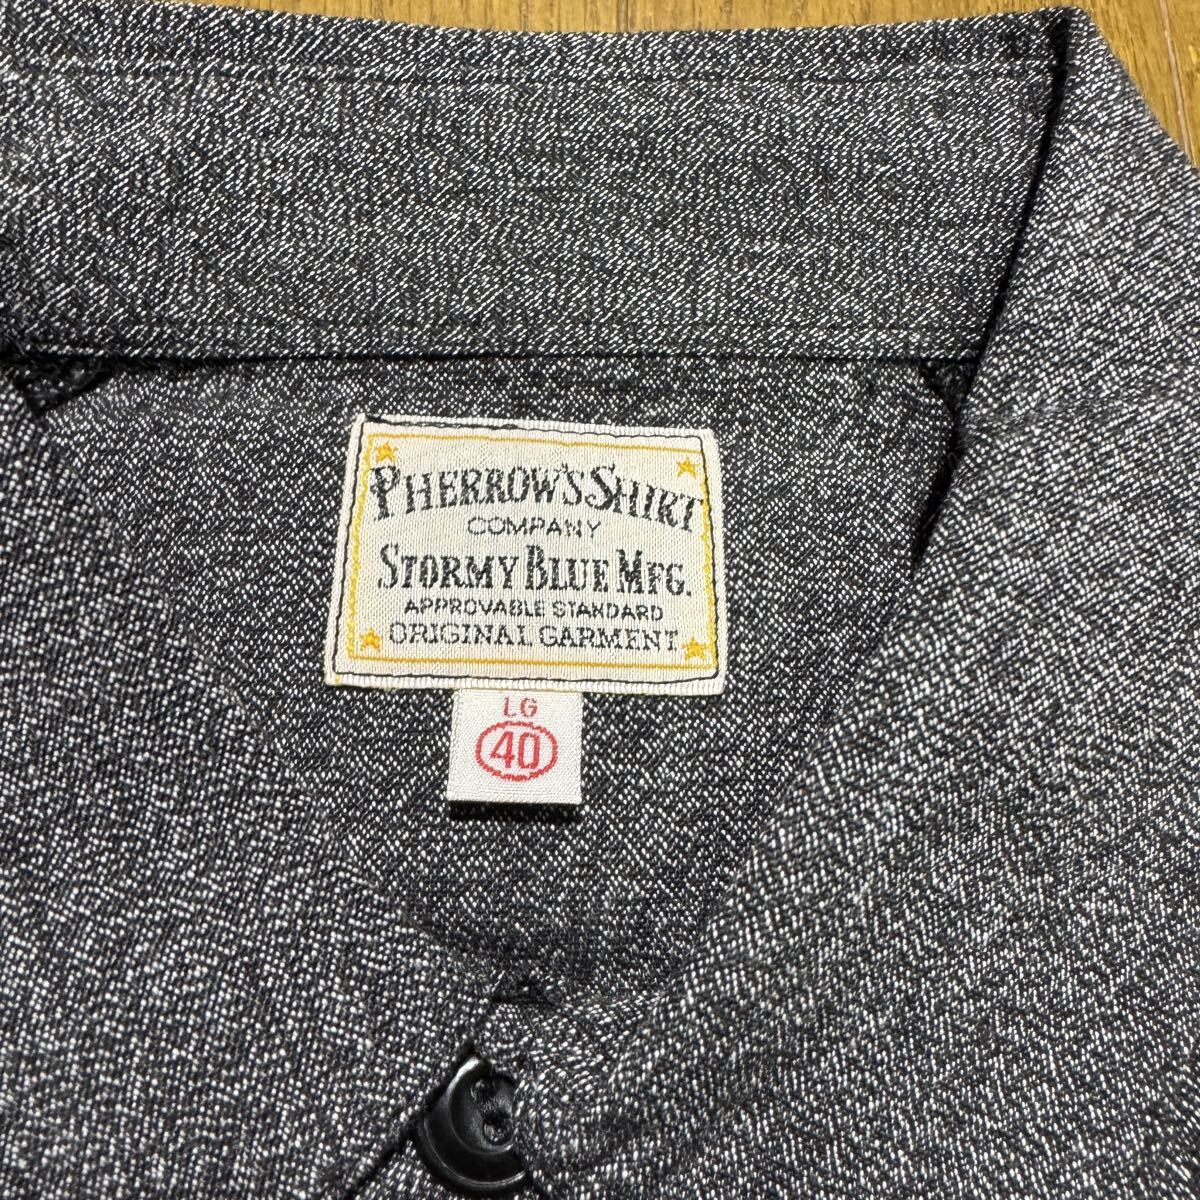 PHERROW'S SHIRT
COMPANY
STORMY BLUE MFG.
APPROVABLE STANDARD
ORIGINAL GARMENT
LG
40